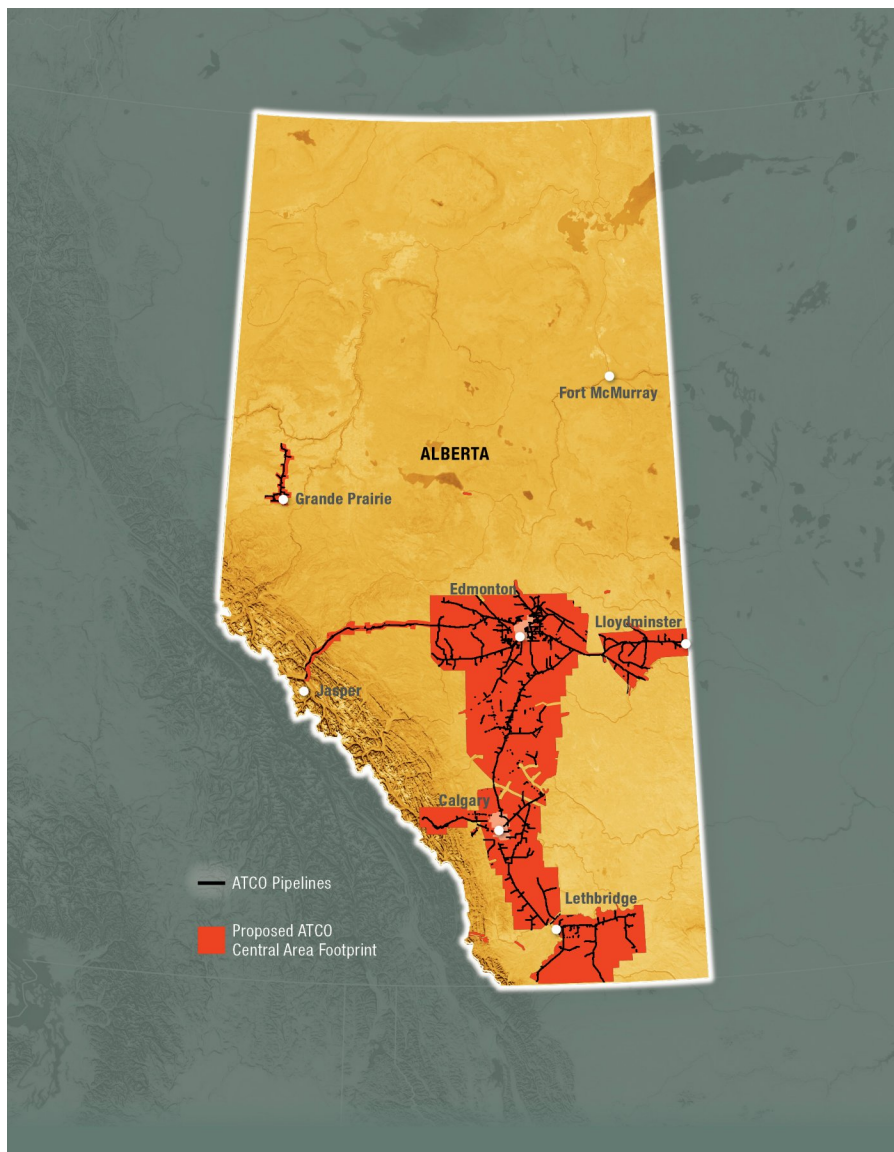 Fort McMurray
ALBERTA
Grande Prairie
Edmonton
Lloydminster
Jasper
Calgary
ATCO Pipelines
Lethbridge
Proposed ATCO
Central Area Footprint